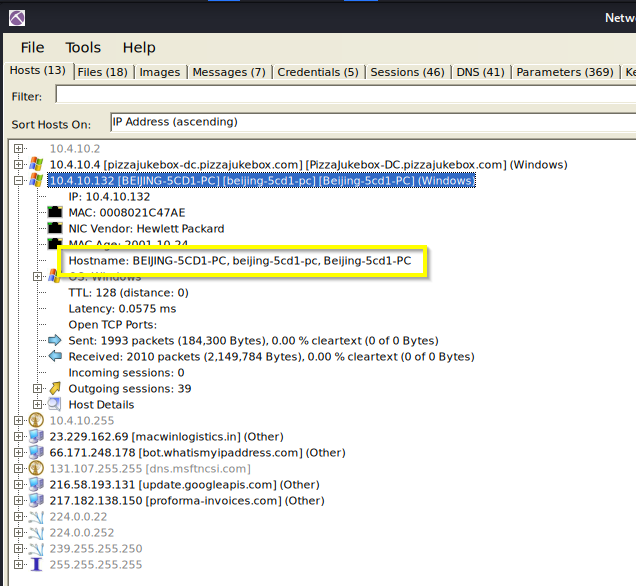 Netw
File Tools Help
Hosts (13) Files (18) Images Messages (7) Credentials (5) Sessions (46) DNS (41) Parameters (369) Ke
Filter:
Sort Hosts On: IP Address (ascending)
10.4.10.2
10.4.10.4 [pizzajukebox-dc.pizzajukebox.com] [PizzaJukebox-DC.pizzajukebox.com] (Windows)
10.4.10.132 [BEIJING-5CD1-PC] [beijing-5cd1-pc] [Beijing-5cd1-PC] (Windows)
IP: 10.4.10.132
MAC: 0008021C47AE
NIC Vendor: Hewlett Packard
MAC Age: 2001-10-24
Hostname: BEIJING-5CD1-PC, beijing-5cd1-pc, Beijing-5cd1-PC
OS: Windows
TTL: 128 (distance: 0)
Latency: 0.0575 ms
Open TCP Ports:
Sent: 1993 packets (184,300 Bytes), 0.00 % cleartext (0 of 0 Bytes)
Received: 2010 packets (2,149,784 Bytes), 0.00 % cleartext (0 of 0 Bytes)
Incoming sessions: 0
Outgoing sessions: 39
Host Details
10.4.10.255
23.229.162.69 [macwinlogistics.in] (Other)
66.171.248.178 [bot.whatismyipaddress.com] (Other)
131.107.255.255 [dns.msftncsi.com]
216.58.193.131 [update.googleapis.com] (Other)
217.182.138.150 [proforma-invoices.com] (Other)
224.0.0.22
224.0.0.252
239.255.255.250
255.255.255.255